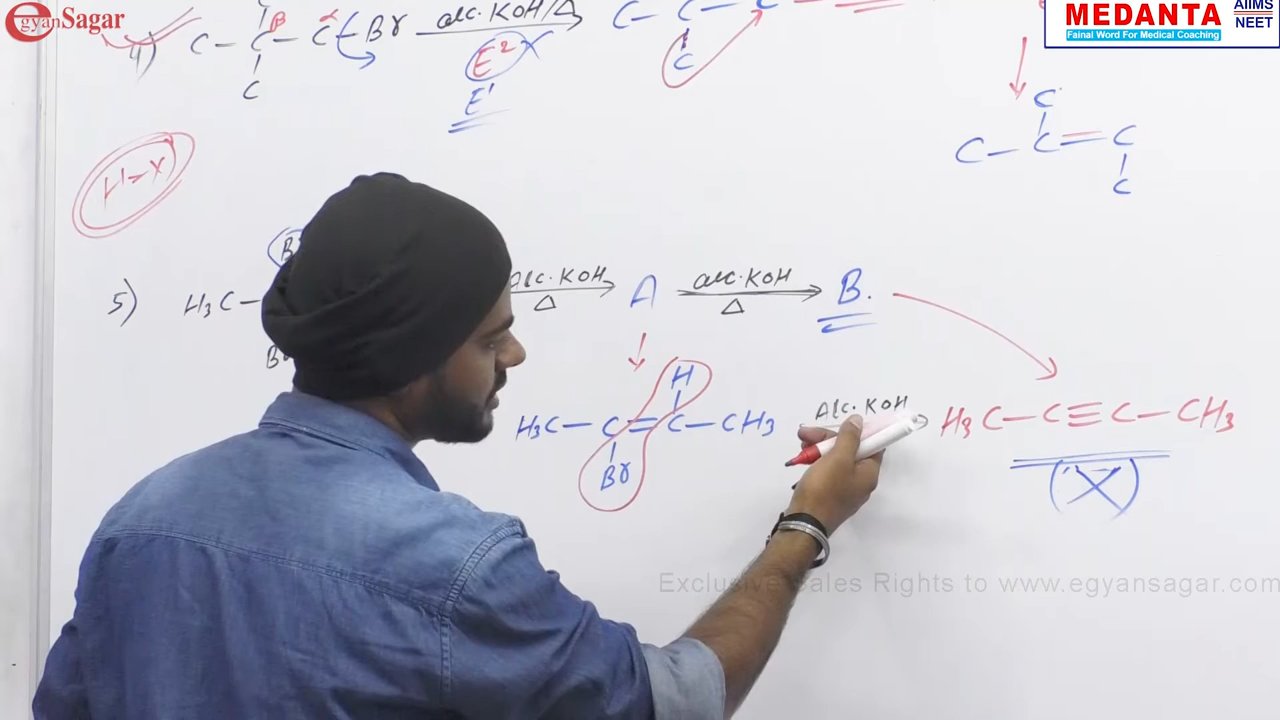 egyanSagar
MEDANTA AIIMS NEET
Fainal Word For Medical Coaching
4) C – C – C – Br alc. KOH/Δ C – C – C
β α
C C
E² X
E¹
C
C – C = C
C
5) H₃C – alc. KOH Δ A alc. KOH Δ B.
H
H₃C – C = C – CH₃ Alc. KOH H₃C – C ≡ C – CH₃
Br
(X)
Exclusive Sales Rights to www.egyansagar.com